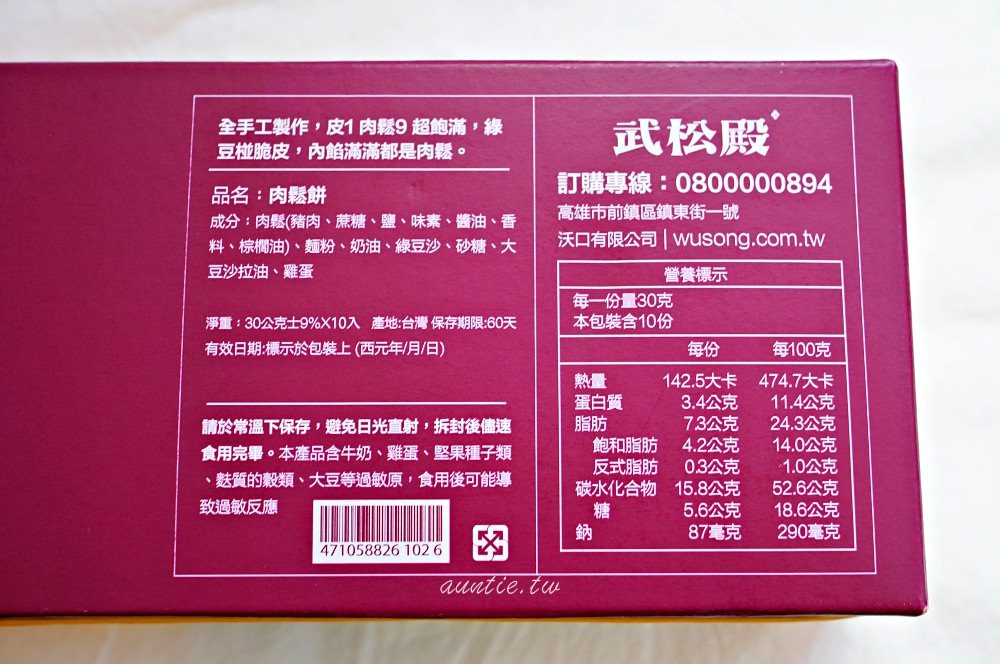 全手工製作，皮1 肉鬆9 超飽滿，綠
豆椪脆皮，內餡滿滿都是肉鬆。
品名：肉鬆餅
成分：肉鬆(豬肉、蔗糖、鹽、味素、醬油、香
料、棕櫚油)、麵粉、奶油、綠豆沙、砂糖、大
豆沙拉油、雞蛋
淨重：30公克±9%X10入 產地:台灣 保存期限:60天
有效日期:標示於包裝上 (西元年/月/日)
請於常溫下保存，避免日光直射，拆封後儘速
食用完畢。本產品含牛奶、雞蛋、堅果種子類
、麩質的穀類、大豆等過敏原，食用後可能導
致過敏反應
471058826 102 6
武松殿
訂購專線：0800000894
高雄市前鎮區鎮東街一號
沃口有限公司 | wusong.com.tw
營養標示
每一份量30克
本包裝含10份
每份 每100克
熱量 142.5大卡 474.7大卡
蛋白質 3.4公克 11.4公克
脂肪 7.3公克 24.3公克
飽和脂肪 4.2公克 14.0公克
反式脂肪 0.3公克 1.0公克
碳水化合物 15.8公克 52.6公克
糖 5.6公克 18.6公克
鈉 87毫克 290毫克
auntie.tw